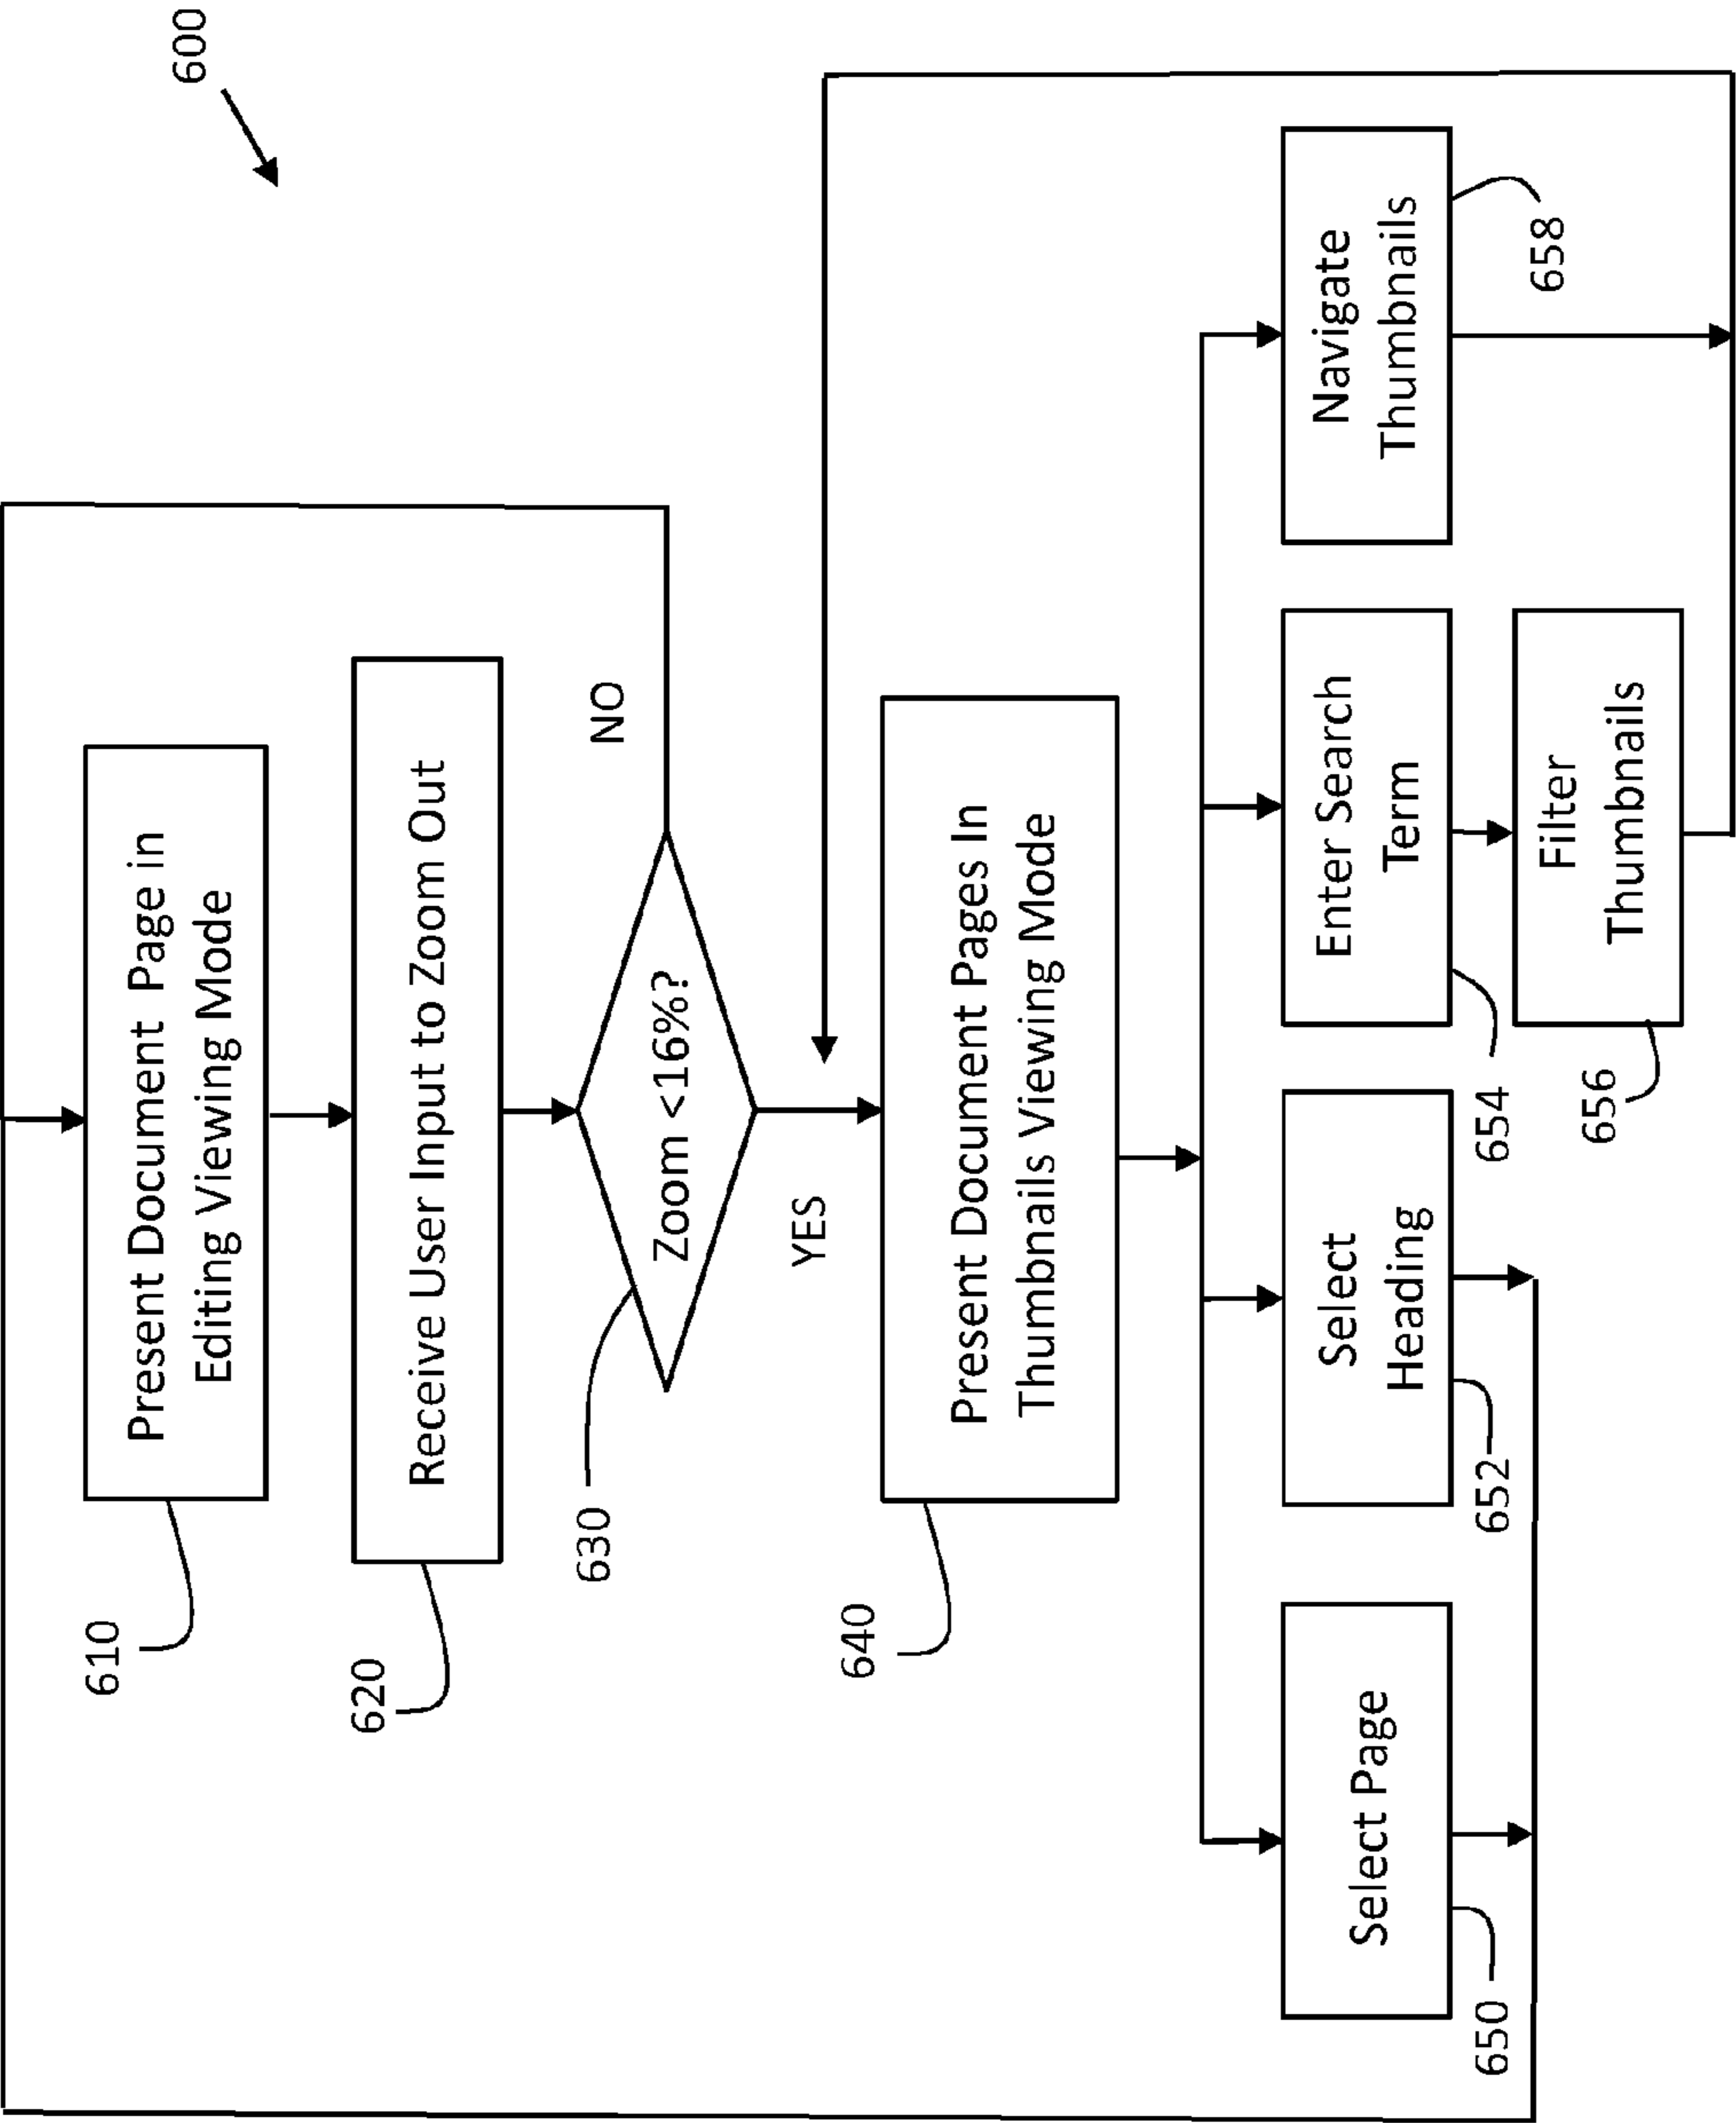 600
610
Present Document Page in
Editing Viewing Mode
620
Receive User Input to Zoom Out
630
Zoom <16%?
NO
YES
640
Present Document Pages In
Thumbnails Viewing Mode
Select Page
650
Select
Heading
652
Enter Search
Term
654
Navigate
Thumbnails
658
Filter
Thumbnails
656